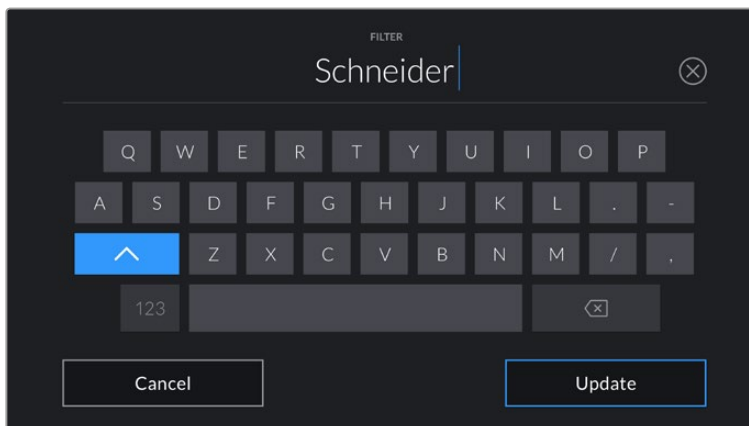 FILTER
Schneider
Q W E R T Y U I O P
A S D F G H J K L . -
Z X C V B N M / ,
123
Cancel Update